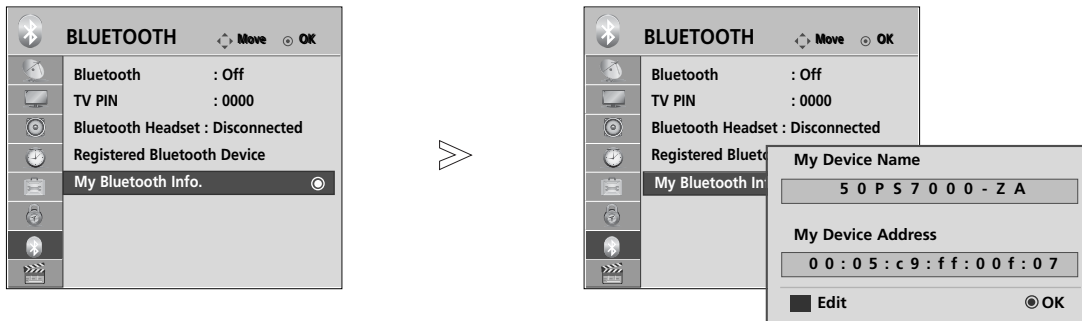 BLUETOOTH Move OK
Bluetooth : Off
TV PIN : 0000
Bluetooth Headset : Disconnected
Registered Bluetooth Device
My Bluetooth Info.
BLUETOOTH Move OK
Bluetooth : Off
TV PIN : 0000
Bluetooth Headset : Disconnected
Registered Blueto
My Bluetooth In
My Device Name
50PS7000-ZA
My Device Address
00:05:c9:ff:00f:07
Edit OK